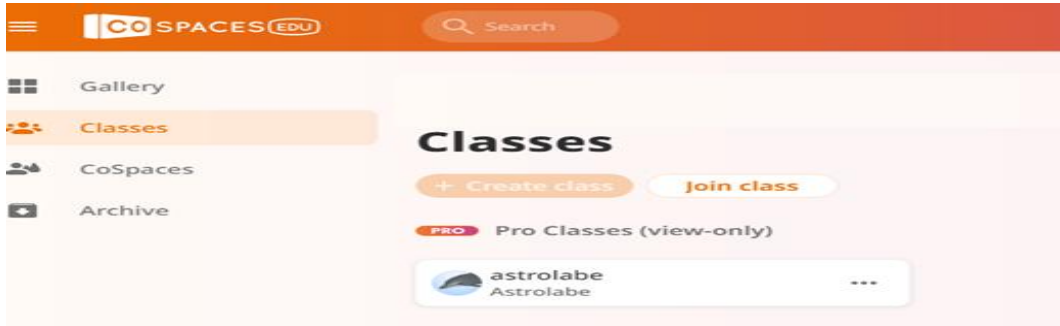 CO SPACES EDU
Search
Gallery
Classes
CoSpaces
Archive
Classes
+ Create class
Join class
PRO Pro Classes (view-only)
astrolabe
Astrolabe